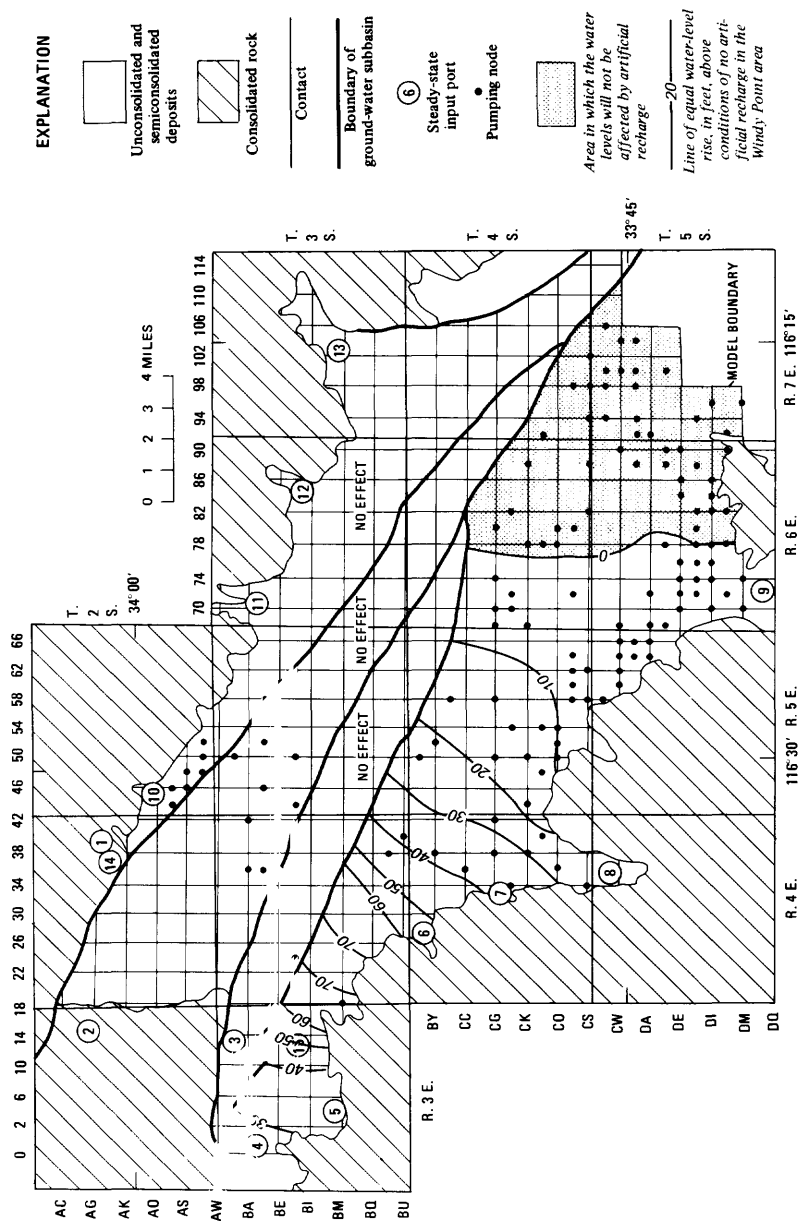 EXPLANATION
Unconsolidated and
semiconsolidated
deposits
Consolidated rock
Contact
Boundary of
ground-water subbasin
6
Steady-state
input port
Pumping node
Area in which the water
levels will not be
affected by artificial
recharge
20
Line of equal water-level
rise, in feet, above
conditions of no arti-
ficial recharge in the
Windy Point area
0 1 2 3 4 MILES
0 2 6 10 14 18 22 26 30 34 38 42 46 50 54 58 62 66 70 74 78 82 86 90 94 98 102 106 110 114
T.
2
S.
34°00′
T.
3
S.
T.
4
S.
33°45′
T.
5
S.
AC
AG
AK
AO
AS
AW
BA
BE
BI
BM
BQ
BU
BY
CC
CG
CK
CO
CS
CW
DA
DE
DI
DM
DQ
1
14
10
2
3
4
5
11
12
13
6
7
8
9
NO EFFECT
NO EFFECT
NO EFFECT
40
50
60
70
70
60
50
40
30
20
10
0
MODEL BOUNDARY
R. 3 E.
R. 4 E.
116°30′
R. 5 E.
R. 6 E.
R. 7 E.
116°15′